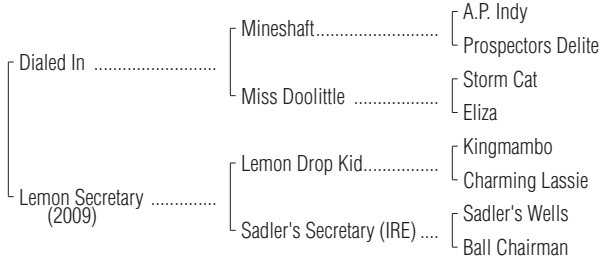 A.P. Indy
Mineshaft..........................
Prospectors Delite
Dialed In ..........................
Storm Cat
Miss Doolittle ..................
Eliza
Kingmambo
Lemon Drop Kid................
Charming Lassie
Lemon Secretary ..............
(2009)
Sadler's Wells
Sadler's Secretary (IRE) ....
Ball Chairman